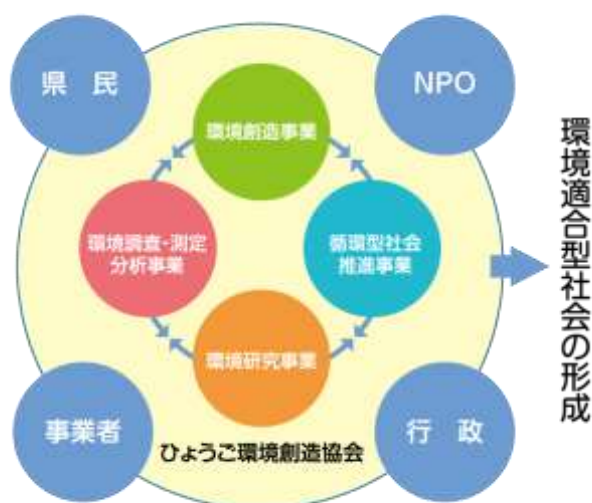 県 民
NPO
環境創造事業
環境調査・測定
分析事業
循環型社会
推進事業
環境研究事業
事業者
行 政
ひょうご環境創造協会
環境適合型社会の形成